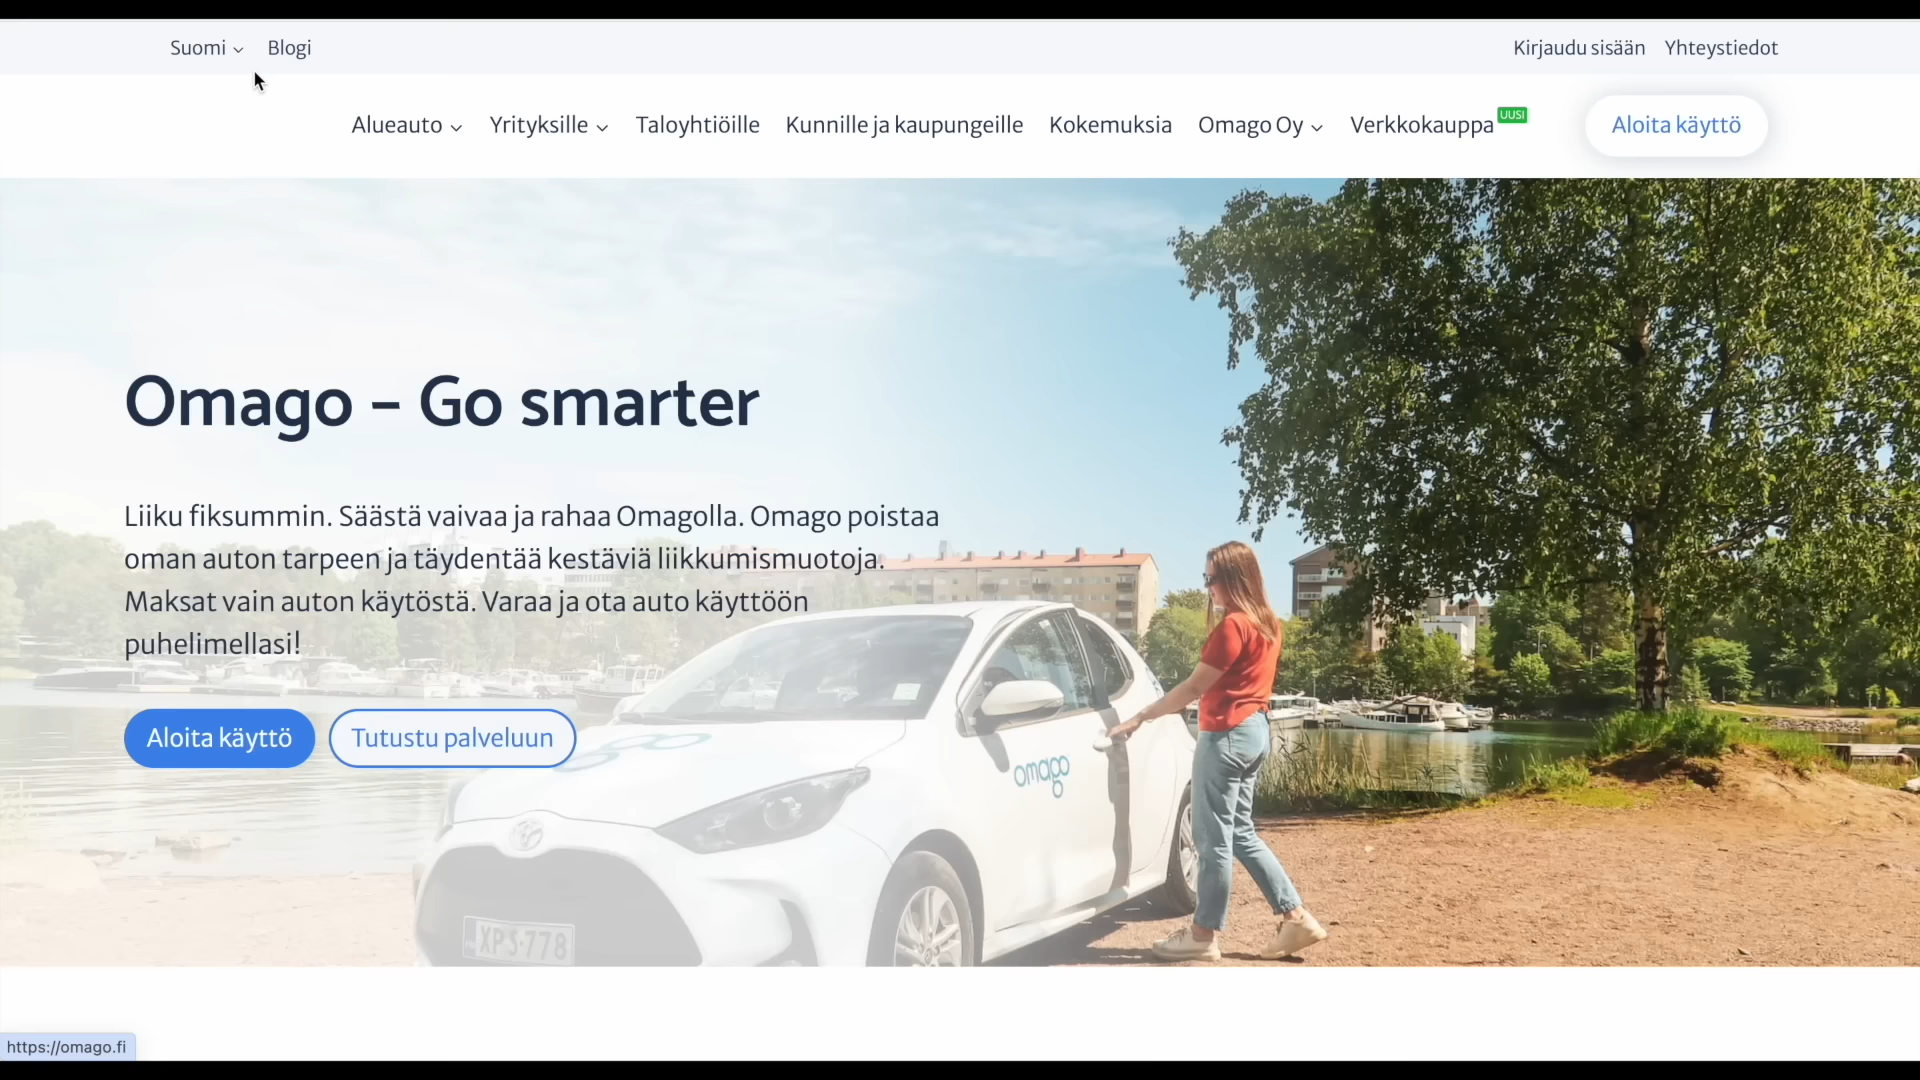 Suomi Blogi Kirjaudu sisään Yhteystiedot
Alueauto Yrityksille Taloyhtiöille Kunnille ja kaupungeille Kokemuksia Omago Oy Verkkokauppa UUSI Aloita käyttö
Omago – Go smarter
Liiku fiksummin. Säästä vaivaa ja rahaa Omagolla. Omago poistaa
oman auton tarpeen ja täydentää kestäviä liikkumismuotoja.
Maksat vain auton käytöstä. Varaa ja ota auto käyttöön
puhelimellasi!
Aloita käyttö Tutustu palveluun
omago
XPS-778
https://omago.fi